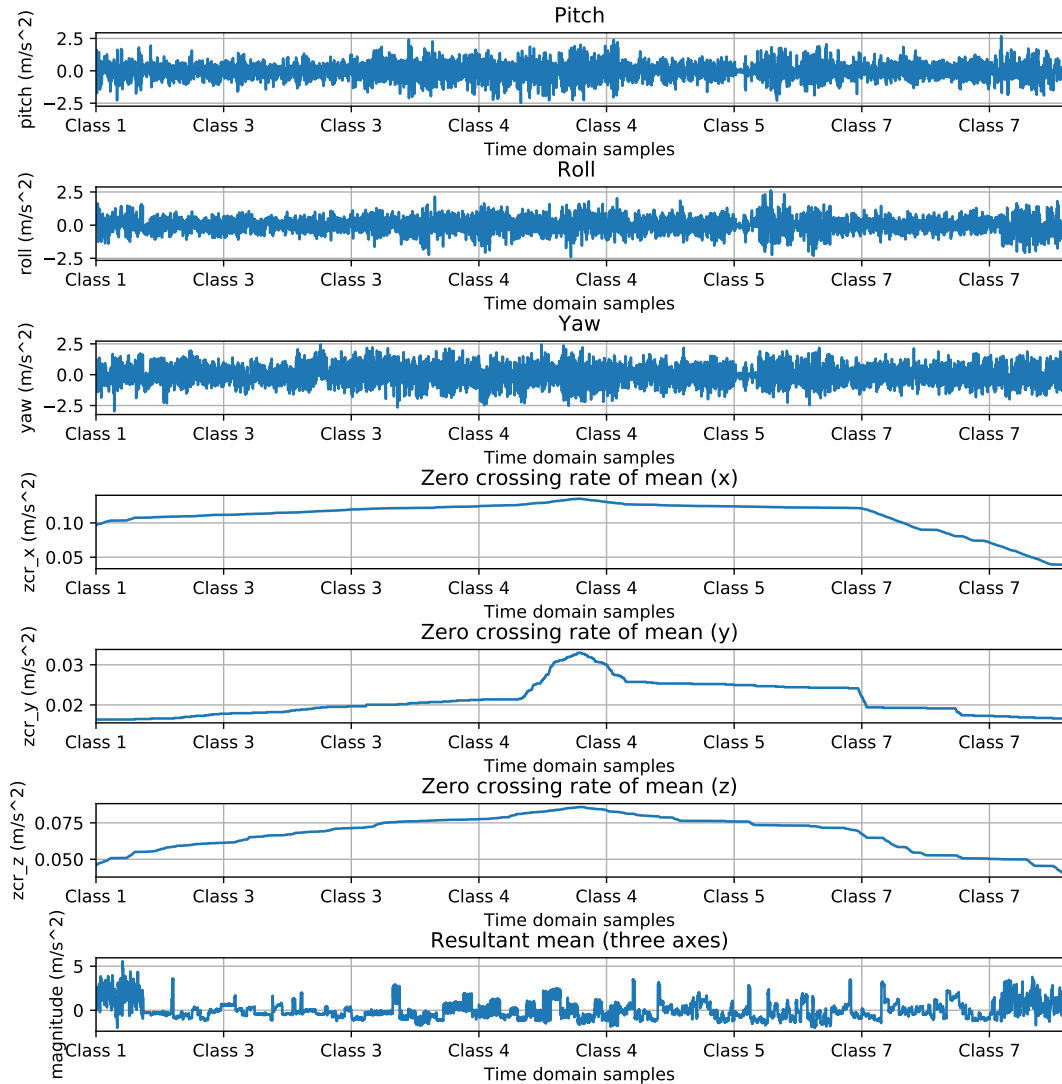 Pitch
pitch (m/s^2)
2.5
0.0
−2.5
Class 1 Class 3 Class 3 Class 4 Class 4 Class 5 Class 7 Class 7
Time domain samples
Roll
roll (m/s^2)
2.5
0.0
−2.5
Class 1 Class 3 Class 3 Class 4 Class 4 Class 5 Class 7 Class 7
Time domain samples
Yaw
yaw (m/s^2)
2.5
0.0
−2.5
Class 1 Class 3 Class 3 Class 4 Class 4 Class 5 Class 7 Class 7
Time domain samples
Zero crossing rate of mean (x)
zcr_x (m/s^2)
0.10
0.05
Class 1 Class 3 Class 3 Class 4 Class 4 Class 5 Class 7 Class 7
Time domain samples
Zero crossing rate of mean (y)
zcr_y (m/s^2)
0.03
0.02
Class 1 Class 3 Class 3 Class 4 Class 4 Class 5 Class 7 Class 7
Time domain samples
Zero crossing rate of mean (z)
zcr_z (m/s^2)
0.075
0.050
Class 1 Class 3 Class 3 Class 4 Class 4 Class 5 Class 7 Class 7
Time domain samples
Resultant mean (three axes)
magnitude (m/s^2)
5
0
Class 1 Class 3 Class 3 Class 4 Class 4 Class 5 Class 7 Class 7
Time domain samples